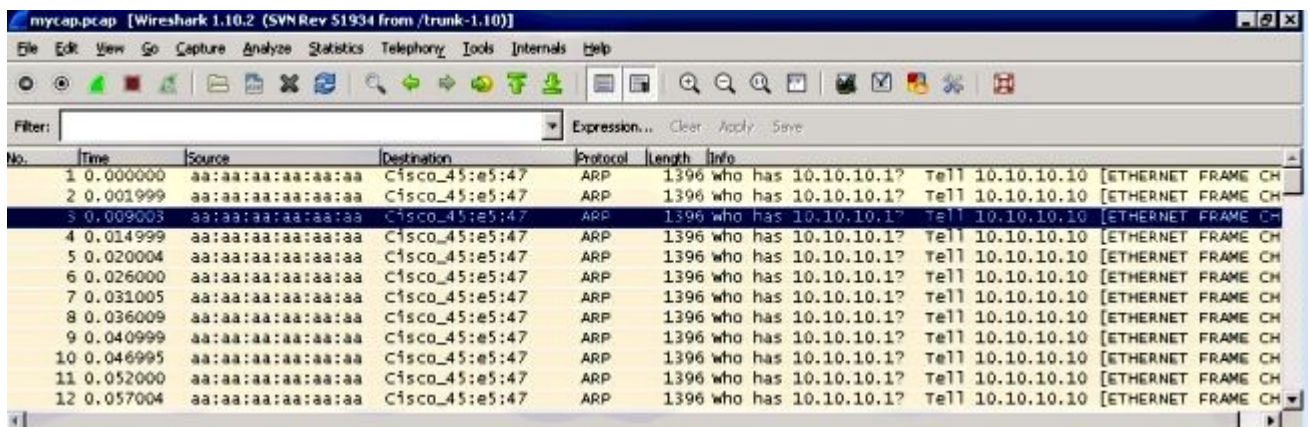 mycap.pcap [Wireshark 1.10.2 (SVN Rev 51934 from /trunk-1.10)]
File Edit View Go Capture Analyze Statistics Telephony Tools Internals Help
Filter: Expression... Clear Apply Save
No. Time Source Destination Protocol Length Info
1 0.000000 aa:aa:aa:aa:aa:aa Cisco_45:e5:47 ARP 1396 who has 10.10.10.1? Tell 10.10.10.10 [ETHERNET FRAME CH
2 0.001999 aa:aa:aa:aa:aa:aa Cisco_45:e5:47 ARP 1396 who has 10.10.10.1? Tell 10.10.10.10 [ETHERNET FRAME CH
3 0.009003 aa:aa:aa:aa:aa:aa Cisco_45:e5:47 ARP 1396 who has 10.10.10.1? Tell 10.10.10.10 [ETHERNET FRAME CH
4 0.014999 aa:aa:aa:aa:aa:aa Cisco_45:e5:47 ARP 1396 who has 10.10.10.1? Tell 10.10.10.10 [ETHERNET FRAME CH
5 0.020004 aa:aa:aa:aa:aa:aa Cisco_45:e5:47 ARP 1396 who has 10.10.10.1? Tell 10.10.10.10 [ETHERNET FRAME CH
6 0.026000 aa:aa:aa:aa:aa:aa Cisco_45:e5:47 ARP 1396 who has 10.10.10.1? Tell 10.10.10.10 [ETHERNET FRAME CH
7 0.031005 aa:aa:aa:aa:aa:aa Cisco_45:e5:47 ARP 1396 who has 10.10.10.1? Tell 10.10.10.10 [ETHERNET FRAME CH
8 0.036009 aa:aa:aa:aa:aa:aa Cisco_45:e5:47 ARP 1396 who has 10.10.10.1? Tell 10.10.10.10 [ETHERNET FRAME CH
9 0.040999 aa:aa:aa:aa:aa:aa Cisco_45:e5:47 ARP 1396 who has 10.10.10.1? Tell 10.10.10.10 [ETHERNET FRAME CH
10 0.046995 aa:aa:aa:aa:aa:aa Cisco_45:e5:47 ARP 1396 who has 10.10.10.1? Tell 10.10.10.10 [ETHERNET FRAME CH
11 0.052000 aa:aa:aa:aa:aa:aa Cisco_45:e5:47 ARP 1396 who has 10.10.10.1? Tell 10.10.10.10 [ETHERNET FRAME CH
12 0.057004 aa:aa:aa:aa:aa:aa Cisco_45:e5:47 ARP 1396 who has 10.10.10.1? Tell 10.10.10.10 [ETHERNET FRAME CH